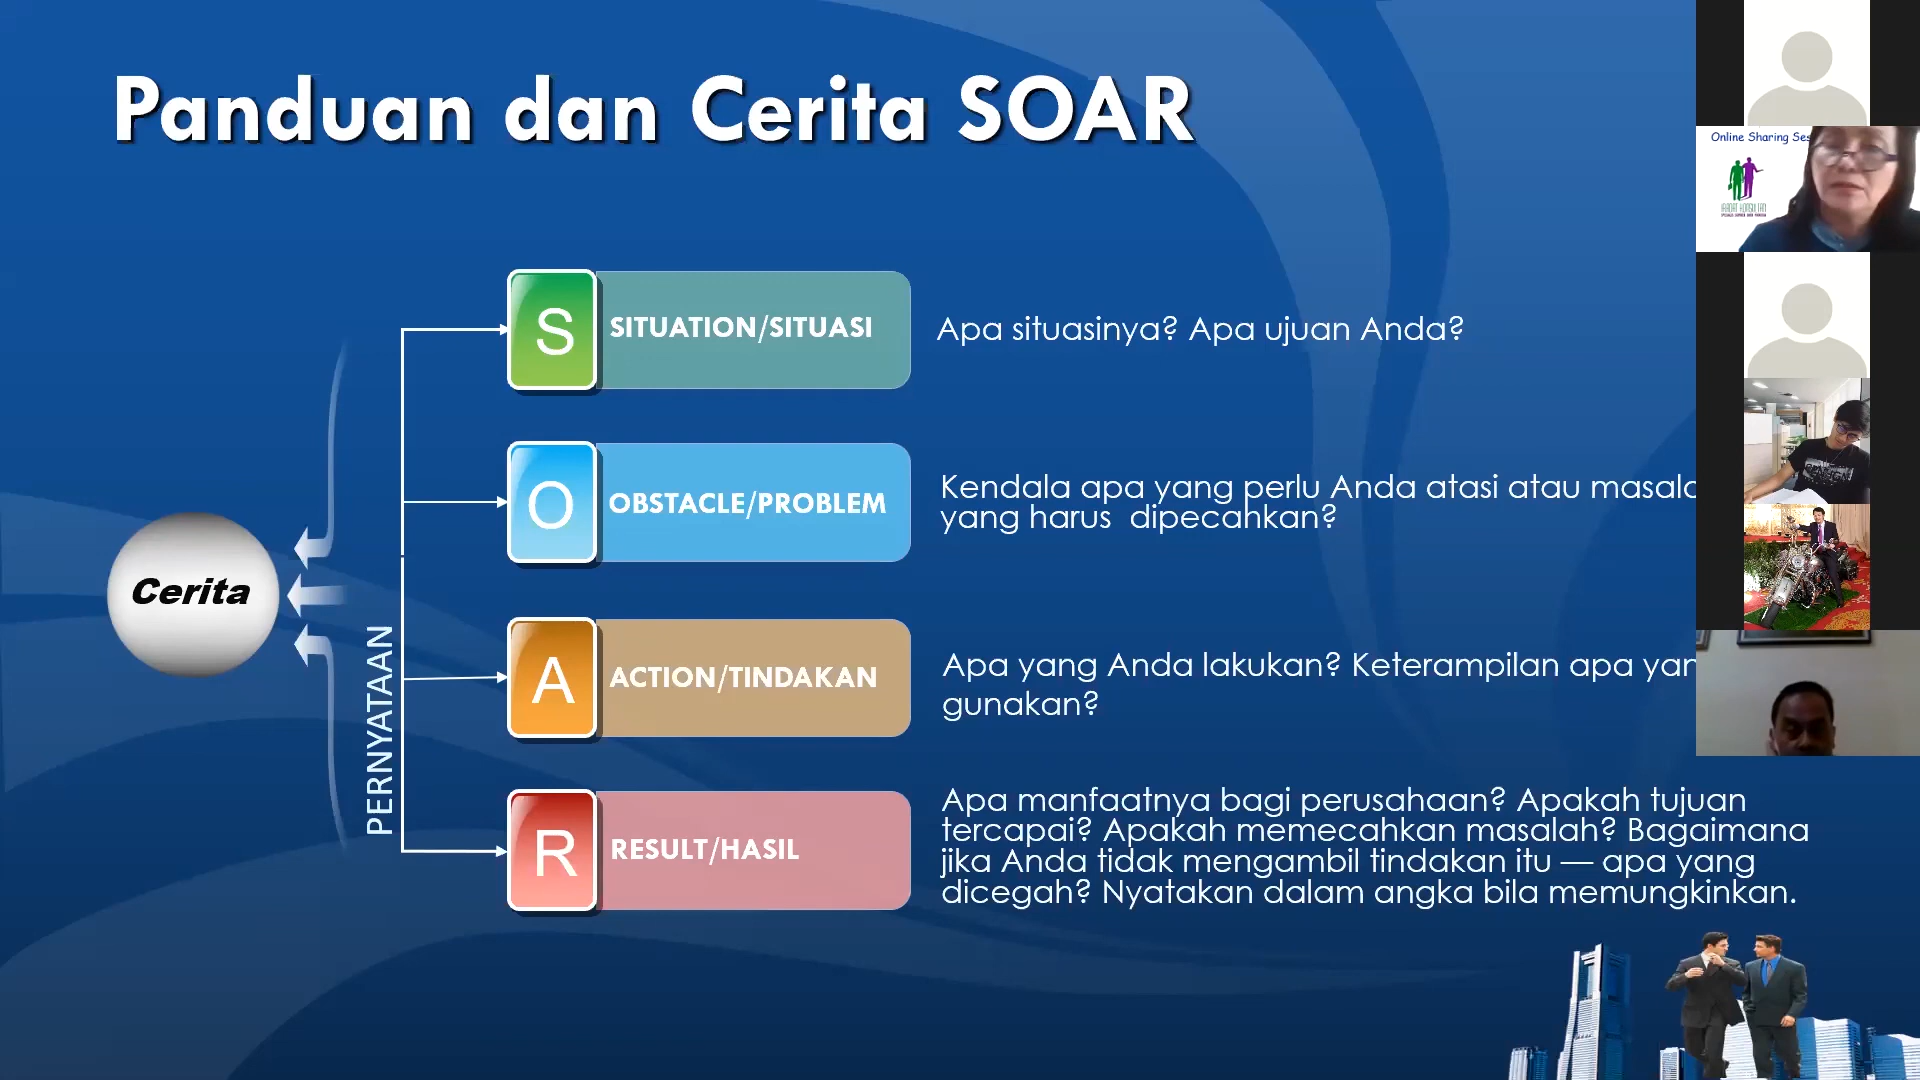 Panduan dan Cerita SOAR
Online Sharing Ses
S
SITUATION/SITUASI
Apa situasinya? Apa ujuan Anda?
O
OBSTACLE/PROBLEM
Kendala apa yang perlu Anda atasi atau masala
yang harus dipecahkan?
Cerita
PERNYATAAN
A
ACTION/TINDAKAN
Apa yang Anda lakukan? Keterampilan apa yan
gunakan?
R
RESULT/HASIL
Apa manfaatnya bagi perusahaan? Apakah tujuan
tercapai? Apakah memecahkan masalah? Bagaimana
jika Anda tidak mengambil tindakan itu — apa yang
dicegah? Nyatakan dalam angka bila memungkinkan.